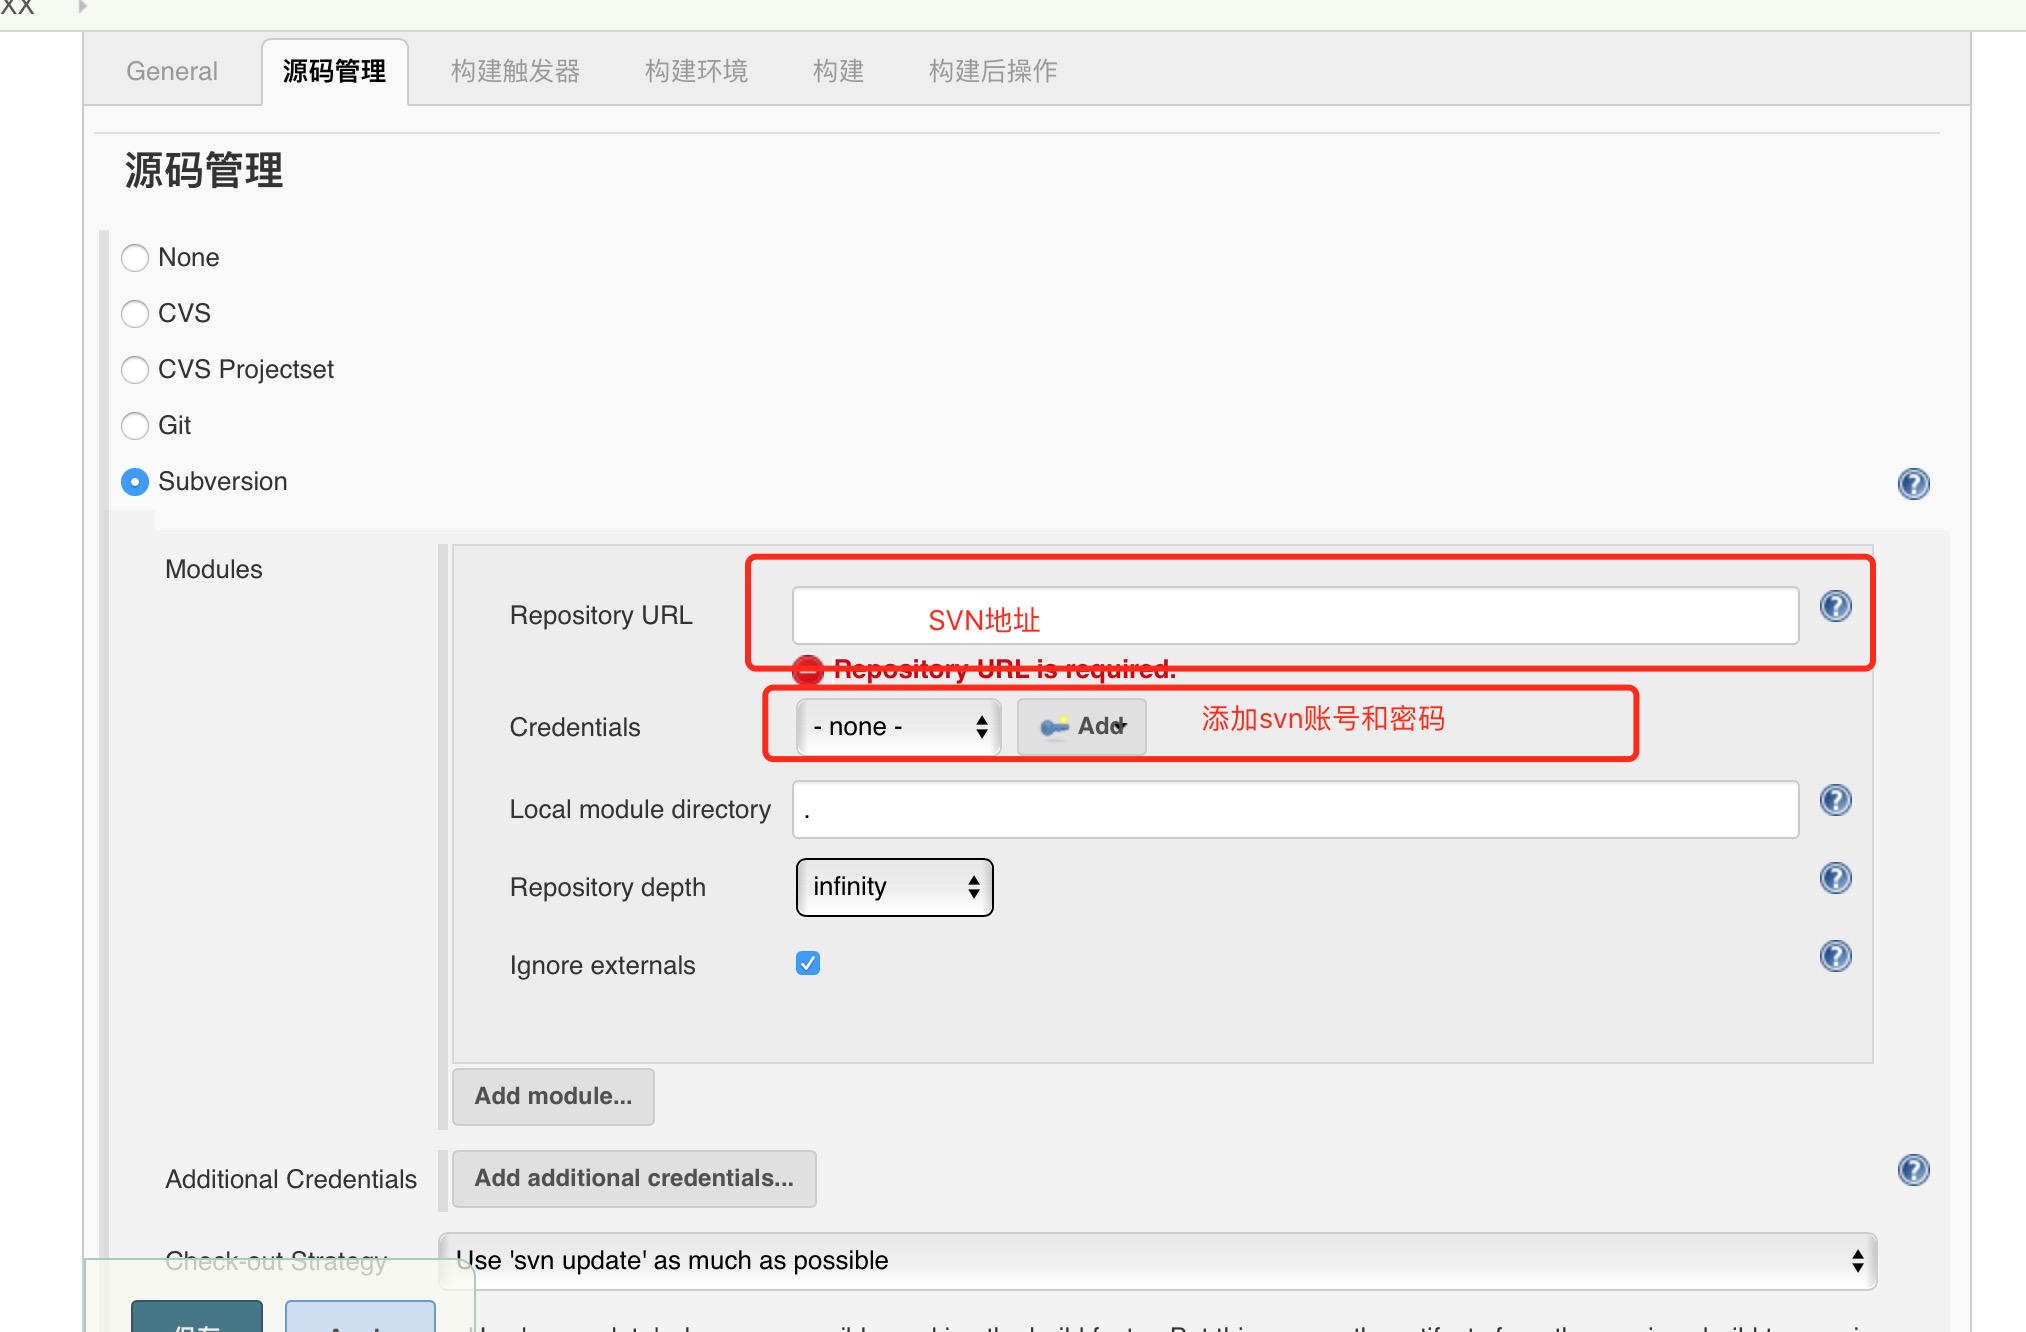 XX
General 源码管理 构建触发器 构建环境 构建 构建后操作
源码管理
None
CVS
CVS Projectset
Git
Subversion
Modules
Repository URL SVN地址
Repository URL is required.
Credentials - none - Add 添加svn账号和密码
Local module directory .
Repository depth infinity
Ignore externals
Add module...
Additional Credentials Add additional credentials...
Check-out Strategy Use 'svn update' as much as possible
保存